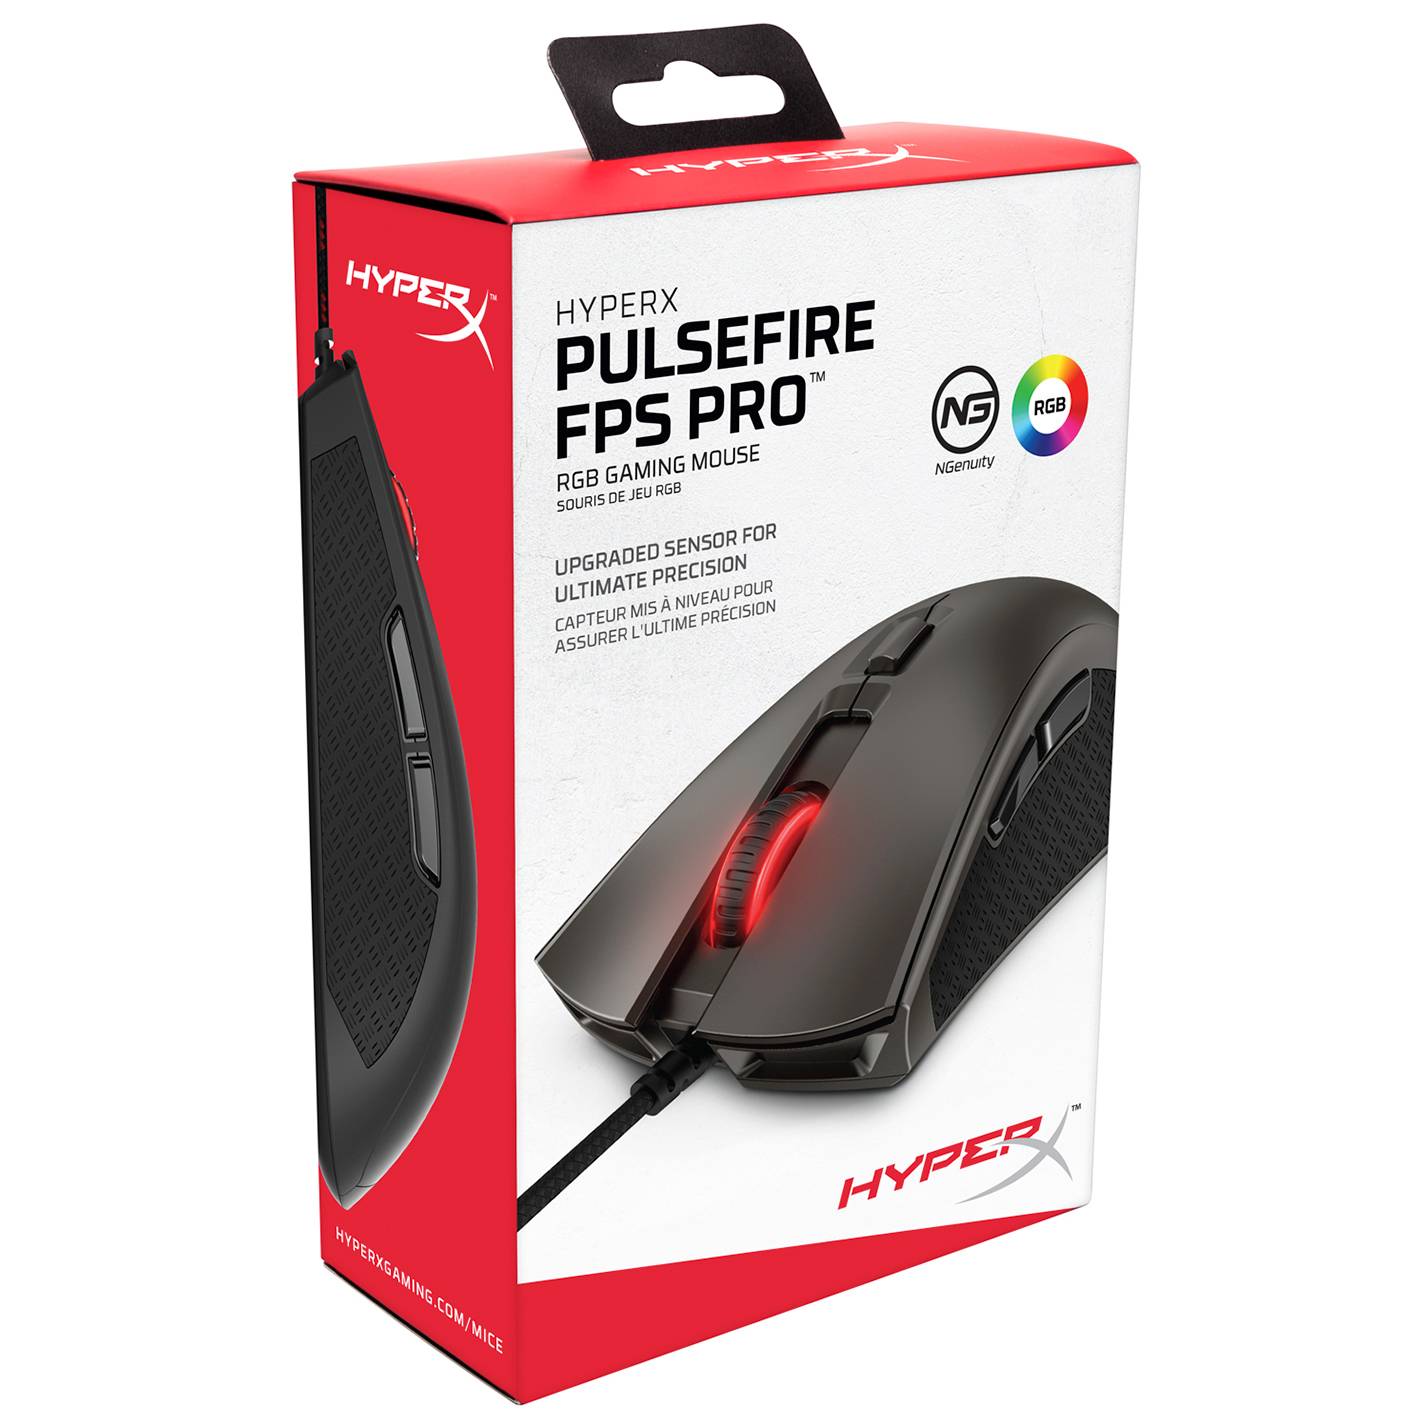 HYPERX
HYPERX™
HYPERX
PULSEFIRE
FPS PRO™
RGB GAMING MOUSE
SOURIS DE JEU RGB
NG
NGenuity
RGB
UPGRADED SENSOR FOR
ULTIMATE PRECISION
CAPTEUR MIS À NIVEAU POUR
ASSURER L'ULTIME PRÉCISION
HYPERX™
HYPERXGAMING.COM/MICE